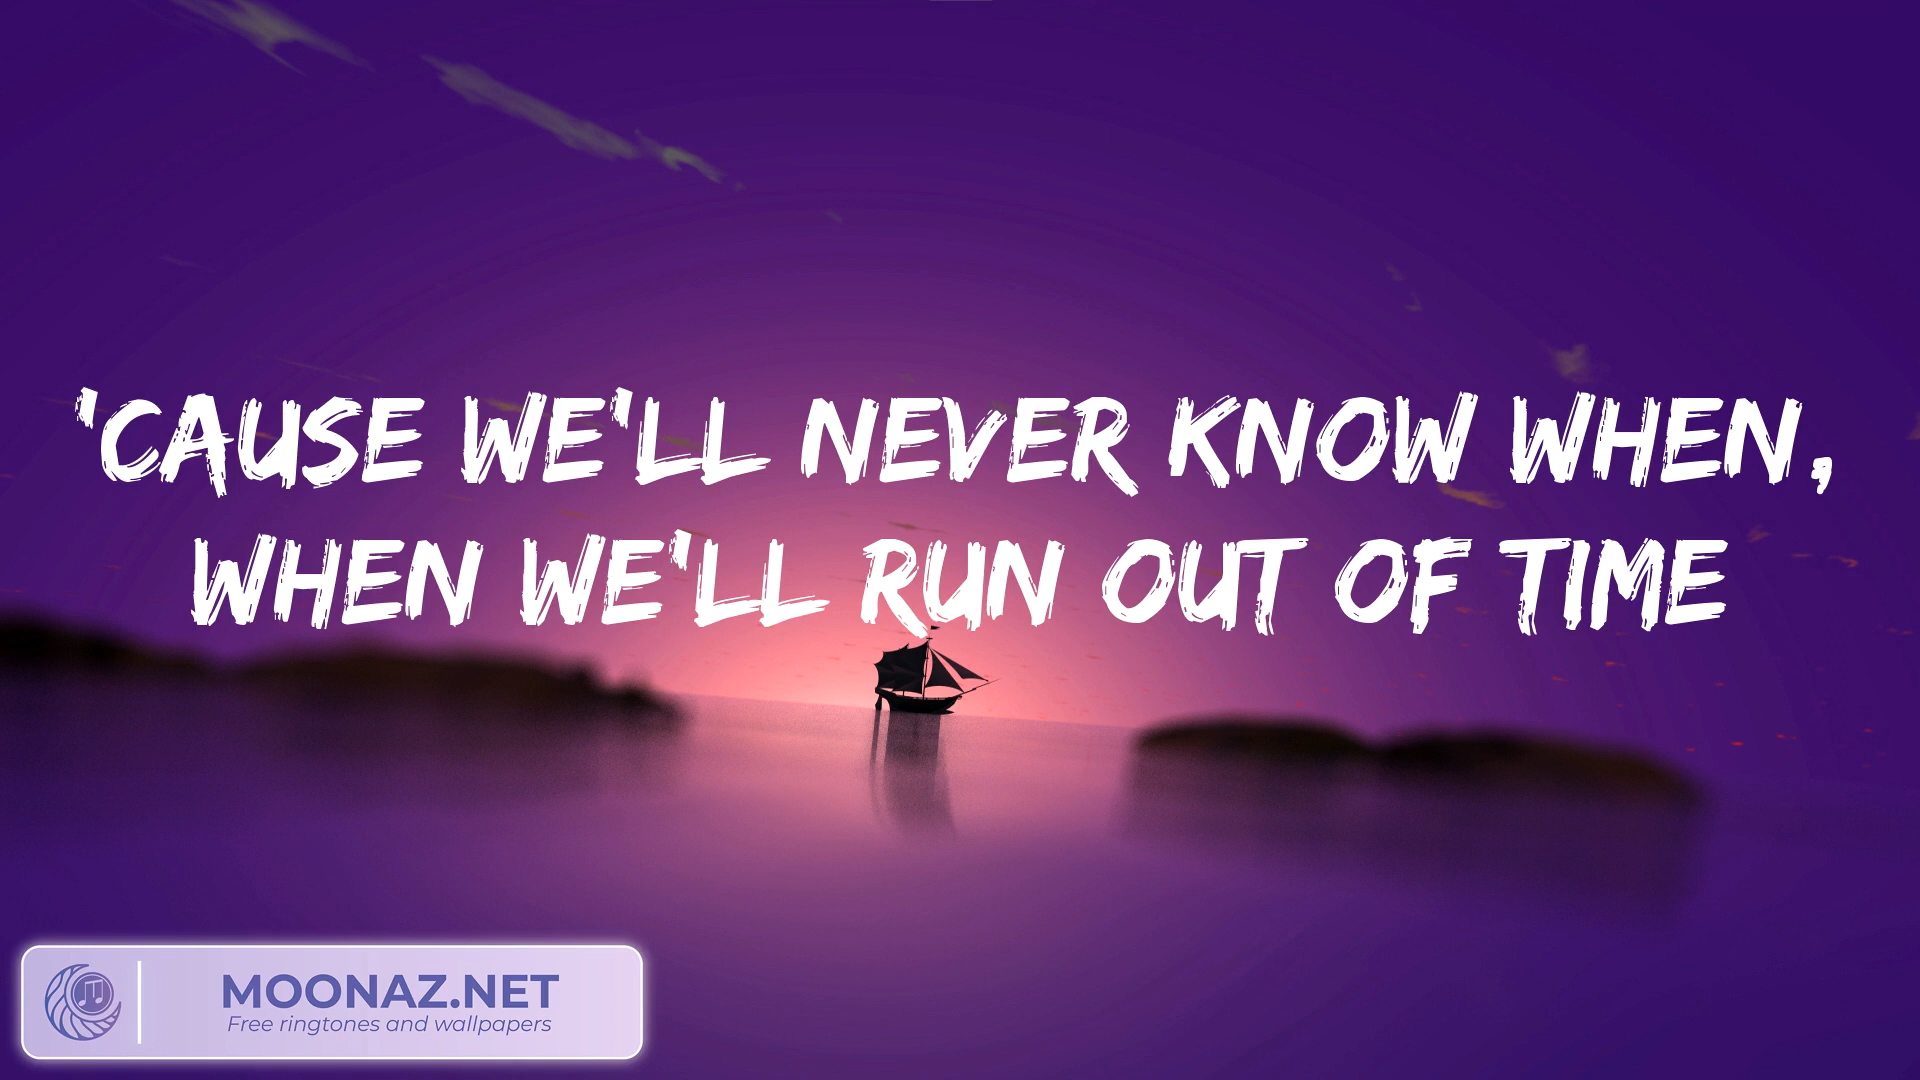 'CAUSE WE'LL NEVER KNOW WHEN,
WHEN WE'LL RUN OUT OF TIME
MOONAZ.NET
Free ringtones and wallpapers